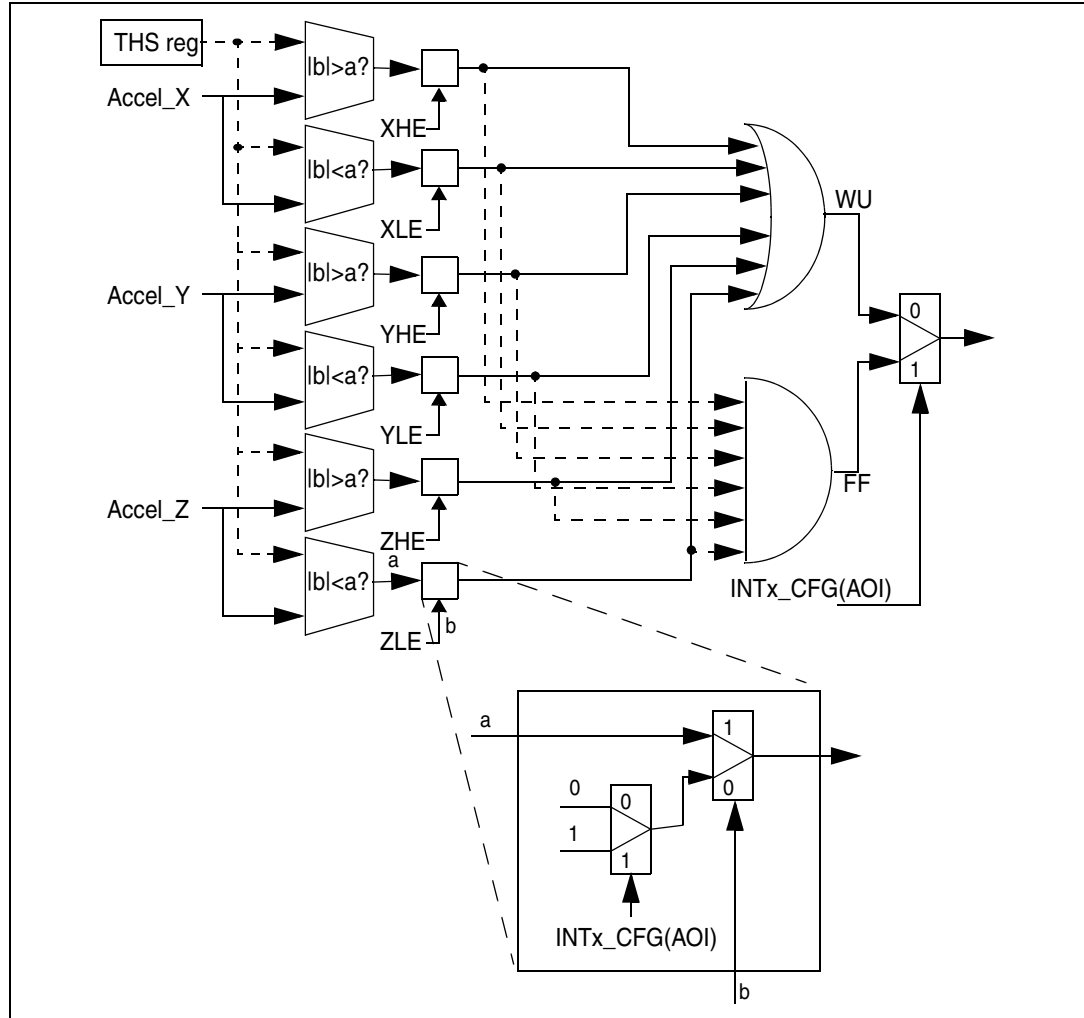 THS reg
|b|>a?
Accel_X
XHE
|b|<a?
XLE
WU
|b|>a?
Accel_Y
YHE
0
|b|<a?
1
YLE
|b|>a?
FF
Accel_Z
ZHE
a
|b|<a?
INTx_CFG(AOI)
b
ZLE
a
1
0
0
0
1
1
INTx_CFG(AOI)
b